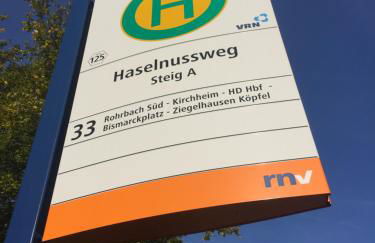 H
VRN
125
Haselnussweg
Steig A
33 Rohrbach Süd - Kirchheim - HD Hbf -
Bismarckplatz - Ziegelhausen Köpfel
rnv